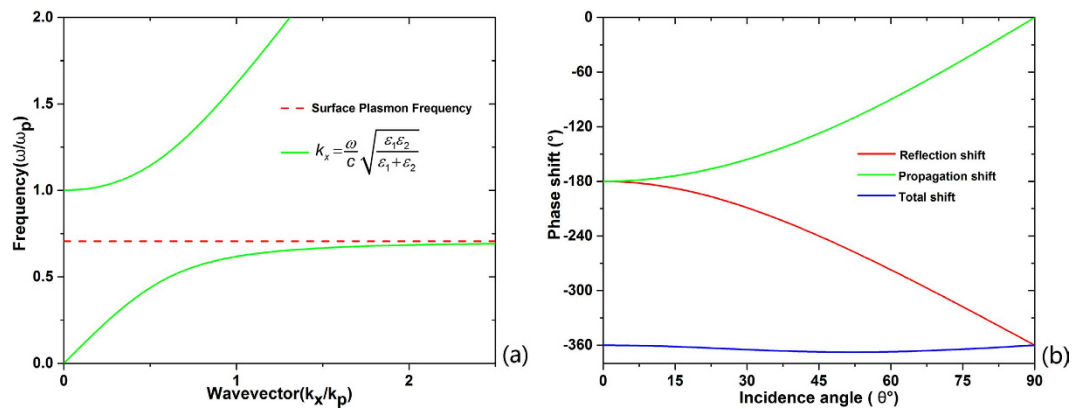 2.0
1.5
1.0
0.5
0.0
0
1
2
Frequency(ω/ωp)
Wavevector(kx/kp)
Surface Plasmon Frequency
kx = ω/c √(ε1ε2/(ε1+ε2))
(a)
0
-60
-120
-180
-240
-300
-360
0
15
30
45
60
75
90
Phase shift (°)
Incidence angle ( θ°)
Reflection shift
Propagation shift
Total shift
(b)